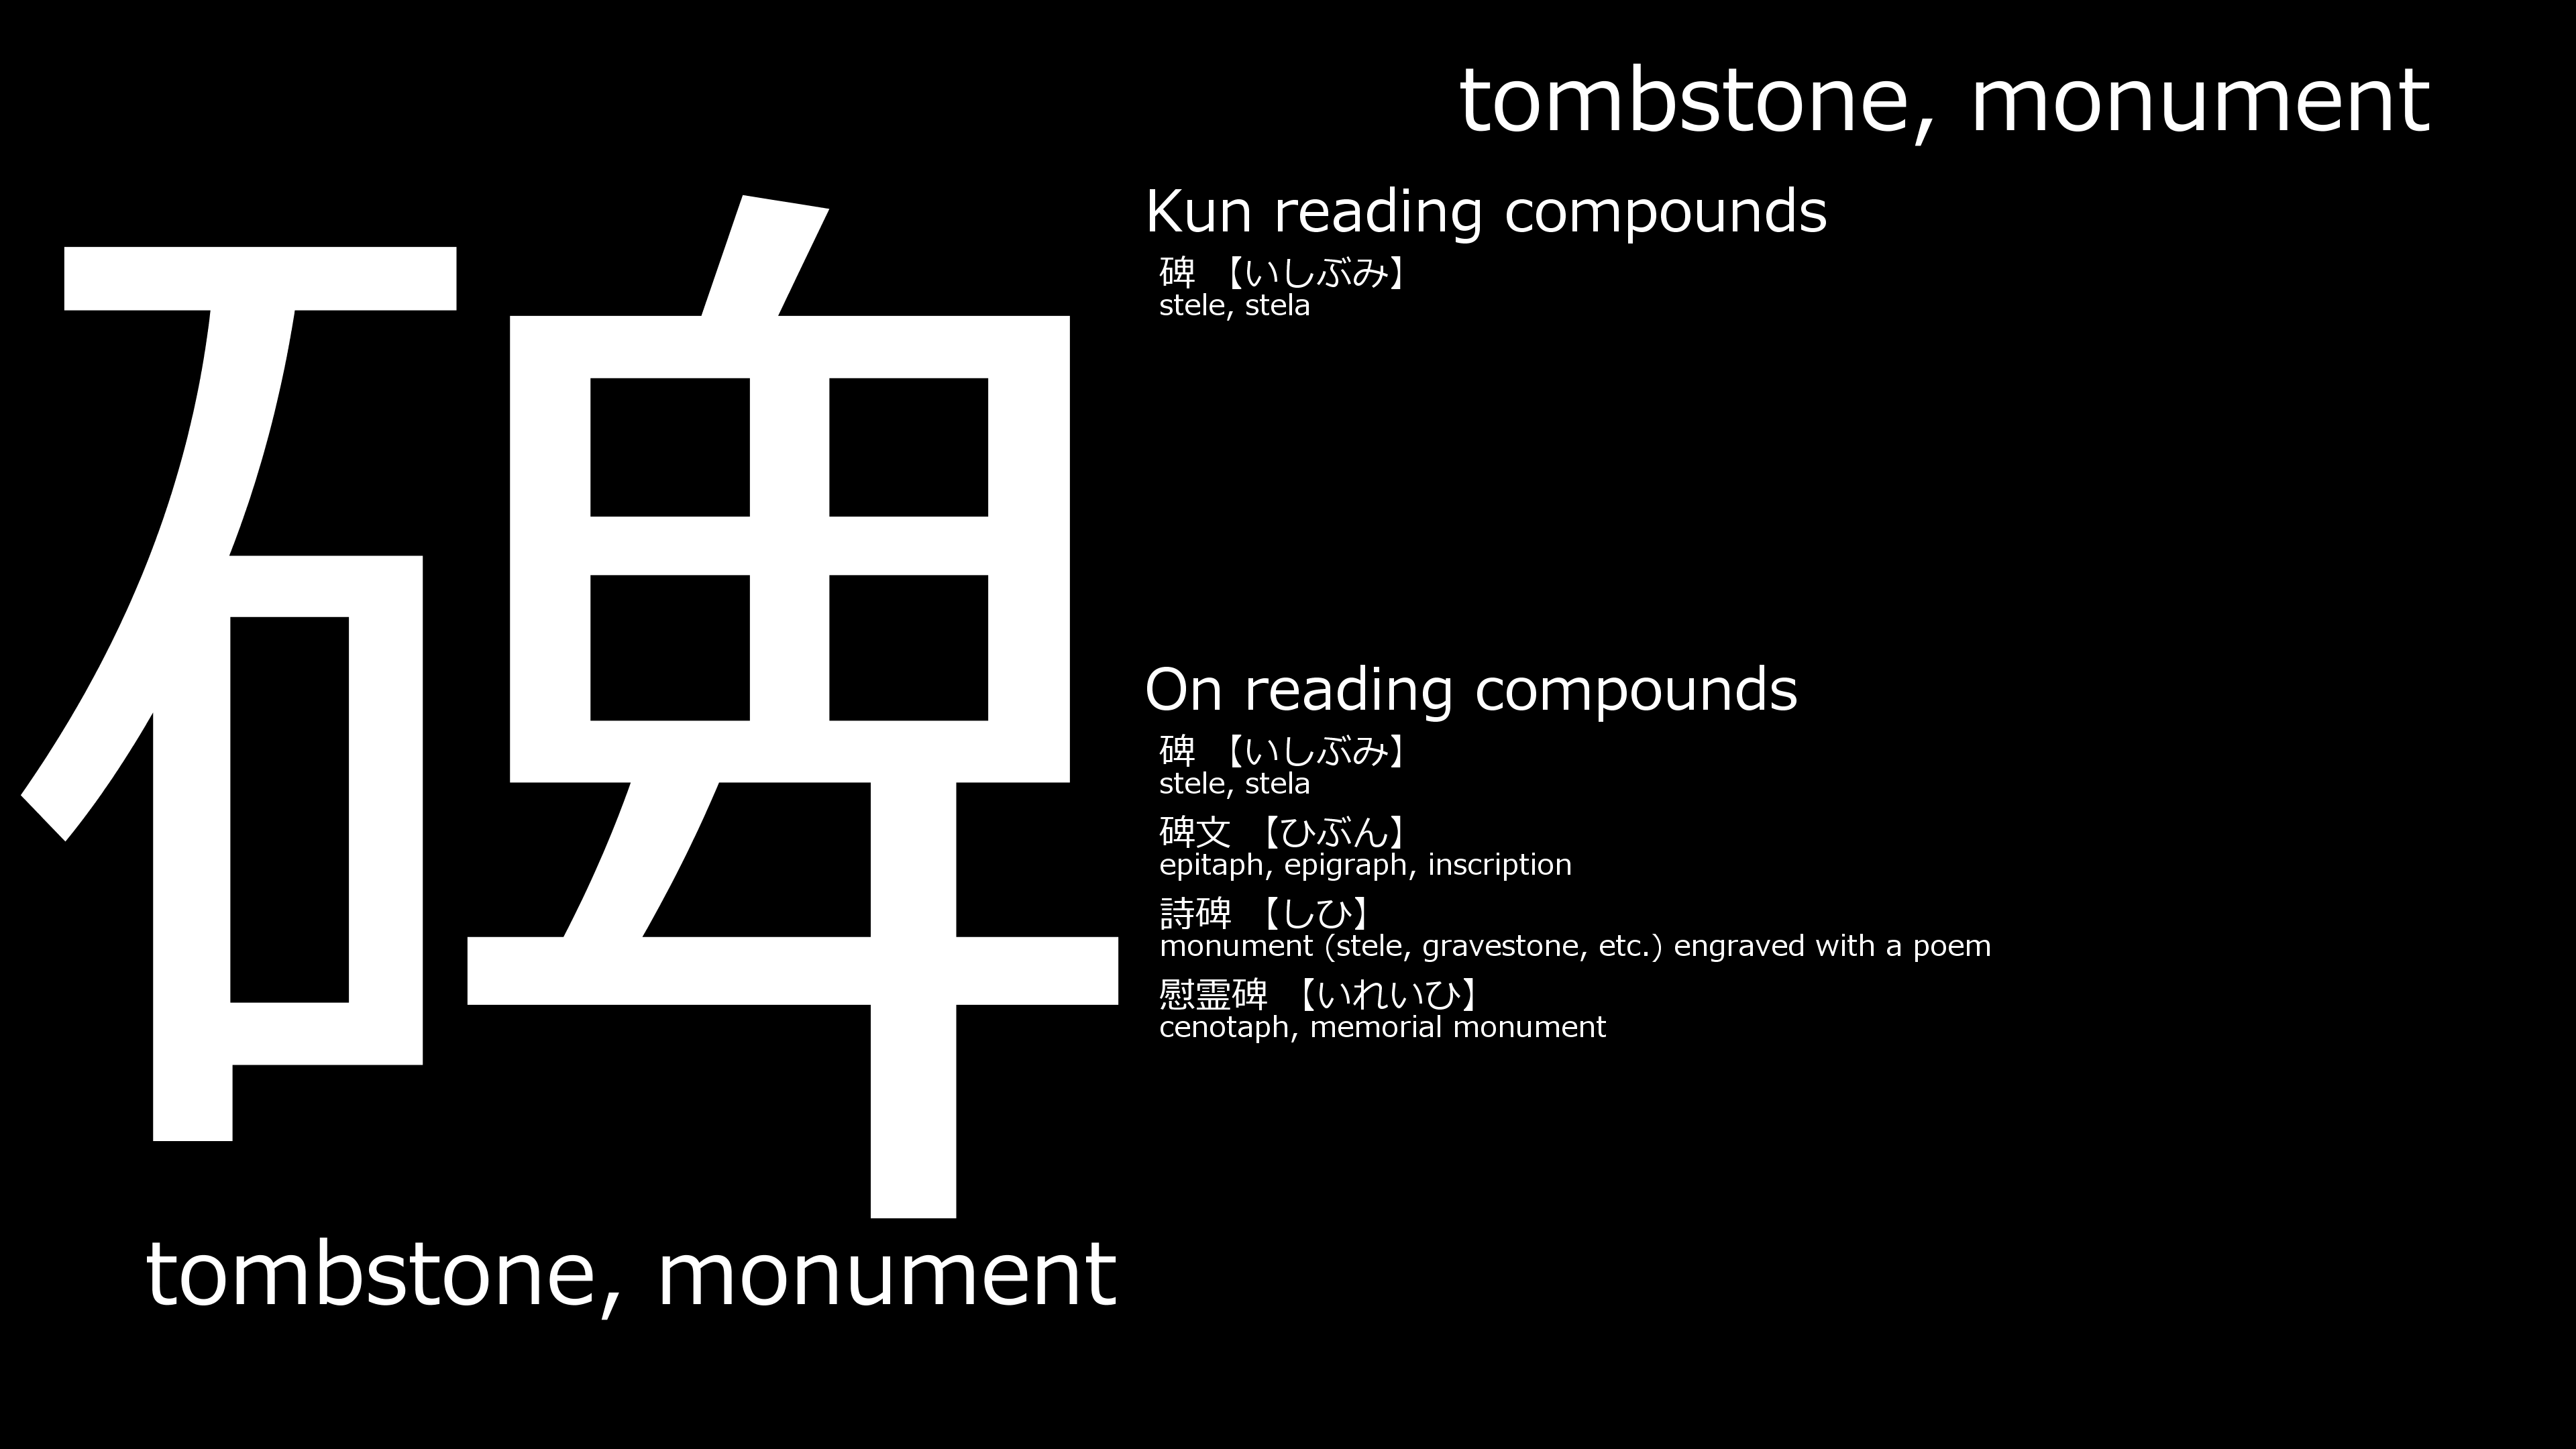 碑
tombstone, monument
tombstone, monument
Kun reading compounds
碑 【いしぶみ】
stele, stela
On reading compounds
碑 【いしぶみ】
stele, stela
碑文 【ひぶん】
epitaph, epigraph, inscription
詩碑 【しひ】
monument (stele, gravestone, etc.) engraved with a poem
慰霊碑 【いれいひ】
cenotaph, memorial monument